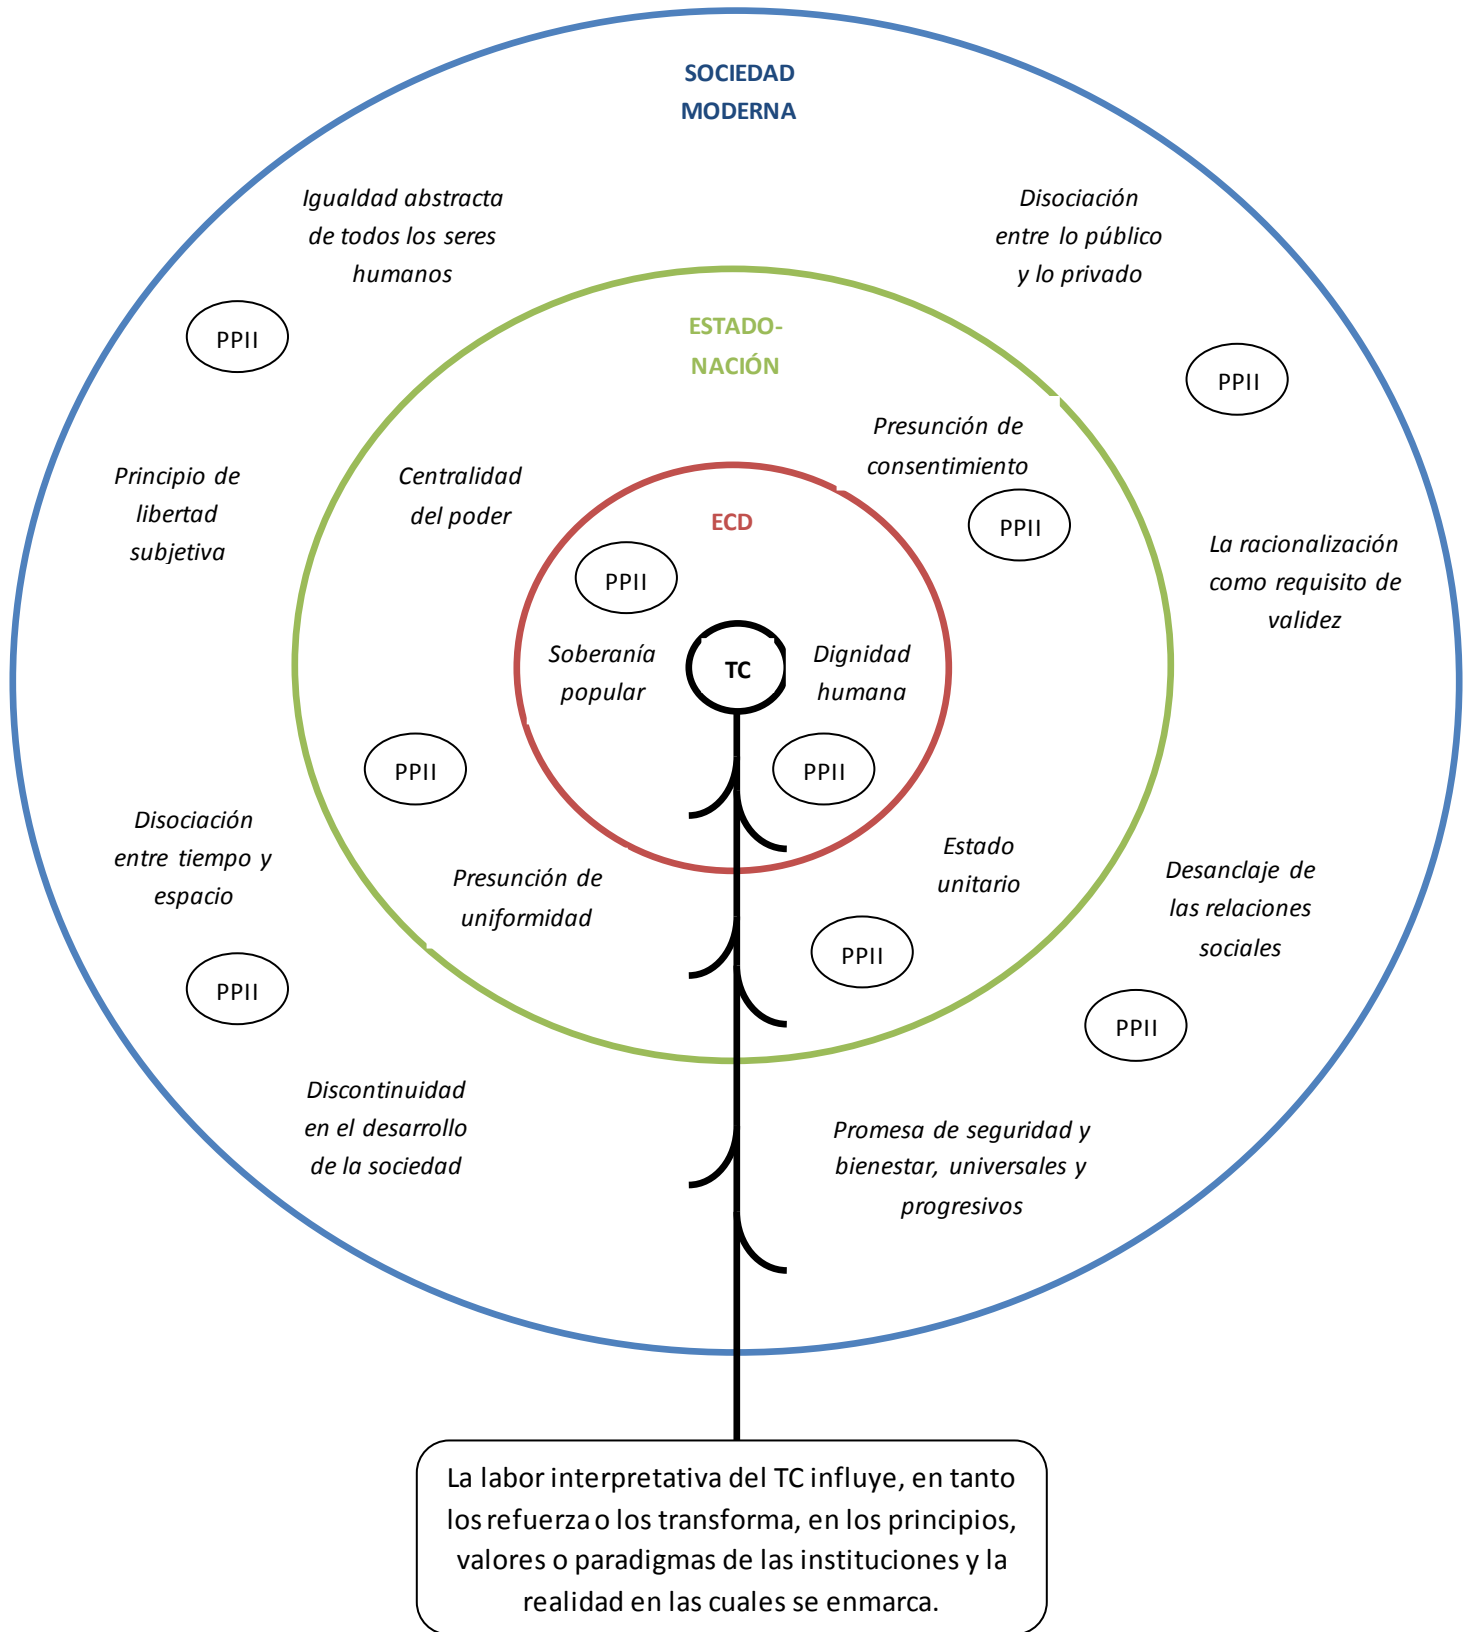 SOCIEDAD
MODERNA
Igualdad abstracta
de todos los seres
humanos
Disociación
entre lo público
y lo privado
PPII
PPII
ESTADO-
NACIÓN
Presunción de
consentimiento
Centralidad
del poder
Principio de
libertad
subjetiva
PPII
ECD
La racionalización
como requisito de
validez
PPII
Soberanía
popular
TC
Dignidad
humana
PPII
PPII
Disociación
entre tiempo y
espacio
Presunción de
uniformidad
Estado
unitario
Desanclaje de
las relaciones
sociales
PPII
PPII
PPII
Discontinuidad
en el desarrollo
de la sociedad
Promesa de seguridad y
bienestar, universales y
progresivos
La labor interpretativa del TC influye, en tanto
los refuerza o los transforma, en los principios,
valores o paradigmas de las instituciones y la
realidad en las cuales se enmarca.